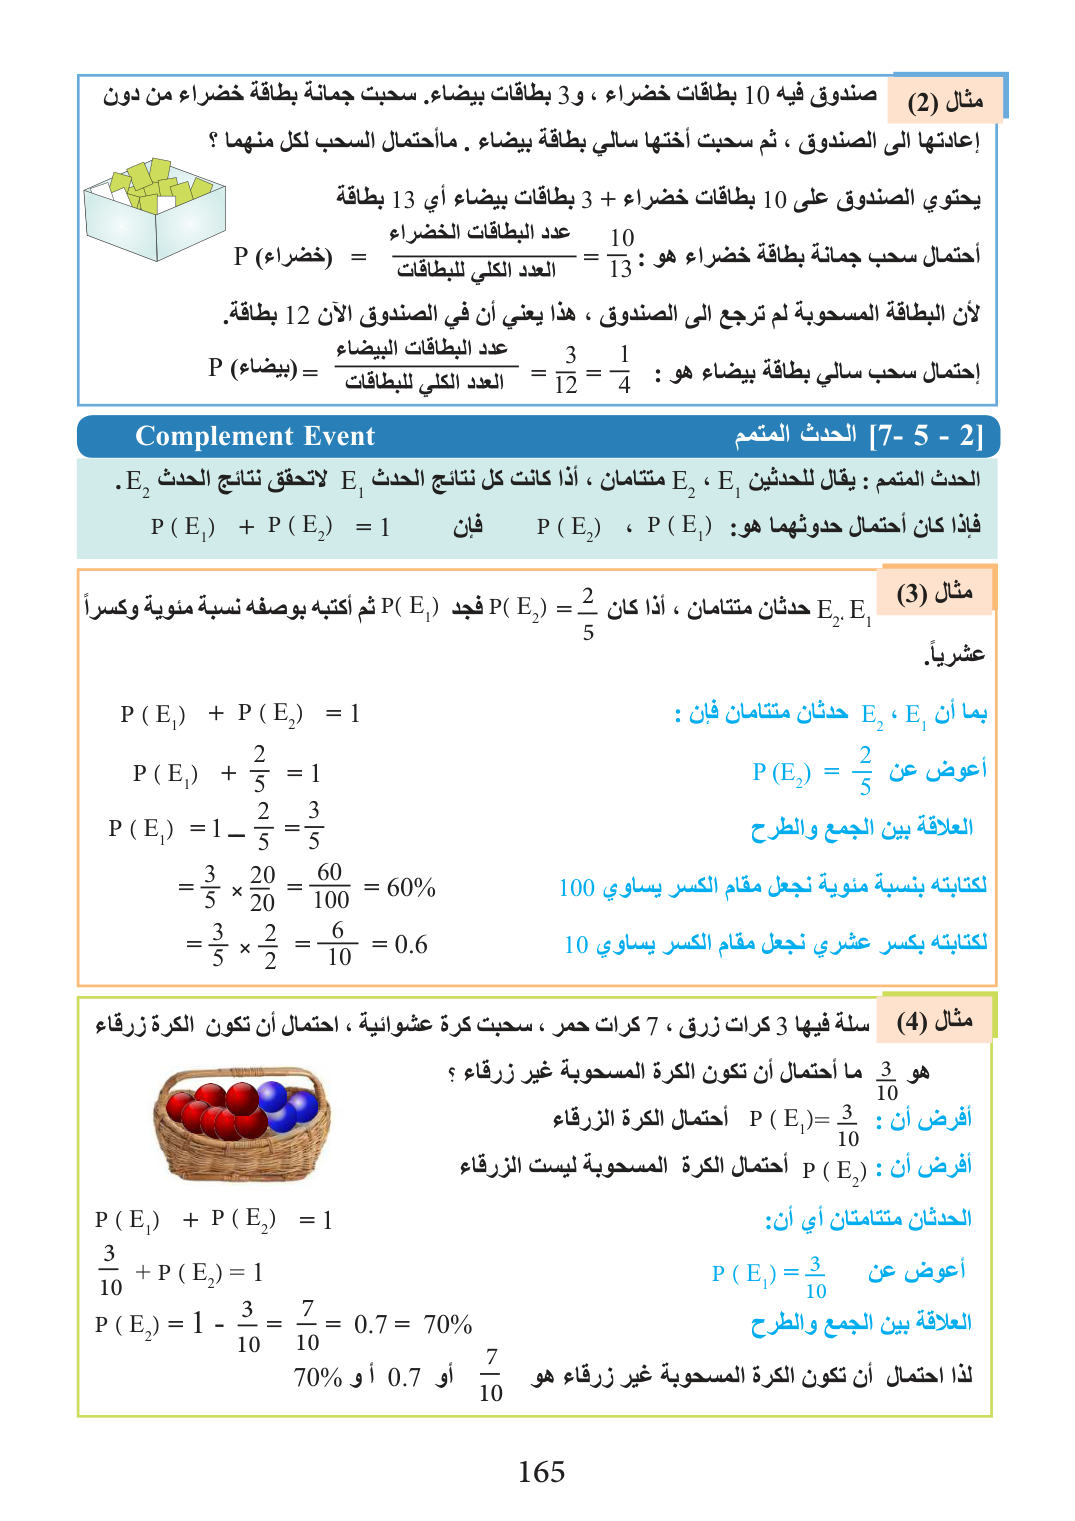 مثال (2) صندوق فيه 10 بطاقات خضراء ، و3 بطاقات بيضاء. سحبت جمانة بطاقة خضراء من دون
إعادتها الى الصندوق ، ثم سحبت أختها سالي بطاقة بيضاء . ماأحتمال السحب لكل منهما ؟
يحتوي الصندوق على 10 بطاقات خضراء + 3 بطاقات بيضاء أي 13 بطاقة
أحتمال سحب جمانة بطاقة خضراء هو : P (خضراء) = عدد البطاقات الخضراء / العدد الكلي للبطاقات = 10/13
لأن البطاقة المسحوبة لم ترجع الى الصندوق ، هذا يعني أن في الصندوق الآن 12 بطاقة.
إحتمال سحب سالي بطاقة بيضاء هو : P (بيضاء) = عدد البطاقات البيضاء / العدد الكلي للبطاقات = 3/12 = 1/4
[7- 5 - 2] الحدث المتمم Complement Event
الحدث المتمم : يقال للحدثين E1 ، E2 متتامان ، أذا كانت كل نتائج الحدث E1 لاتحقق نتائج الحدث E2 .
فإذا كان أحتمال حدوثهما هو: P ( E1) ، P ( E2) فإن P ( E1) + P ( E2) = 1
مثال (3) E2، E1 حدثان متتامان ، أذا كان P( E2) = 2/5 فجد P( E1) ثم أكتبه بوصفه نسبة مئوية وكسراً
عشرياً.
بما أن E1 ، E2 حدثان متتامان فإن : P ( E1) + P ( E2) = 1
أعوض عن P (E2) = 2/5 P ( E1) + 2/5 = 1
العلاقة بين الجمع والطرح P ( E1) = 1 – 2/5 = 3/5
لكتابته بنسبة مئوية نجعل مقام الكسر يساوي 100 = 3/5 × 20/20 = 60/100 = 60%
لكتابته بكسر عشري نجعل مقام الكسر يساوي 10 = 3/5 × 2/2 = 6/10 = 0.6
مثال (4) سلة فيها 3 كرات زرق ، 7 كرات حمر ، سحبت كرة عشوائية ، احتمال أن تكون الكرة زرقاء
هو 3/10 ما أحتمال أن تكون الكرة المسحوبة غير زرقاء ؟
أفرض أن : P ( E1)= 3/10 أحتمال الكرة الزرقاء
أفرض أن : P ( E2) أحتمال الكرة المسحوبة ليست الزرقاء
الحدثان متتامتان أي أن: P ( E1) + P ( E2) = 1
أعوض عن P ( E1) = 3/10 3/10 + P ( E2) = 1
العلاقة بين الجمع والطرح P ( E2) = 1 - 3/10 = 7/10 = 0.7 = 70%
لذا احتمال أن تكون الكرة المسحوبة غير زرقاء هو 7/10 أو 0.7 أ و 70%
165